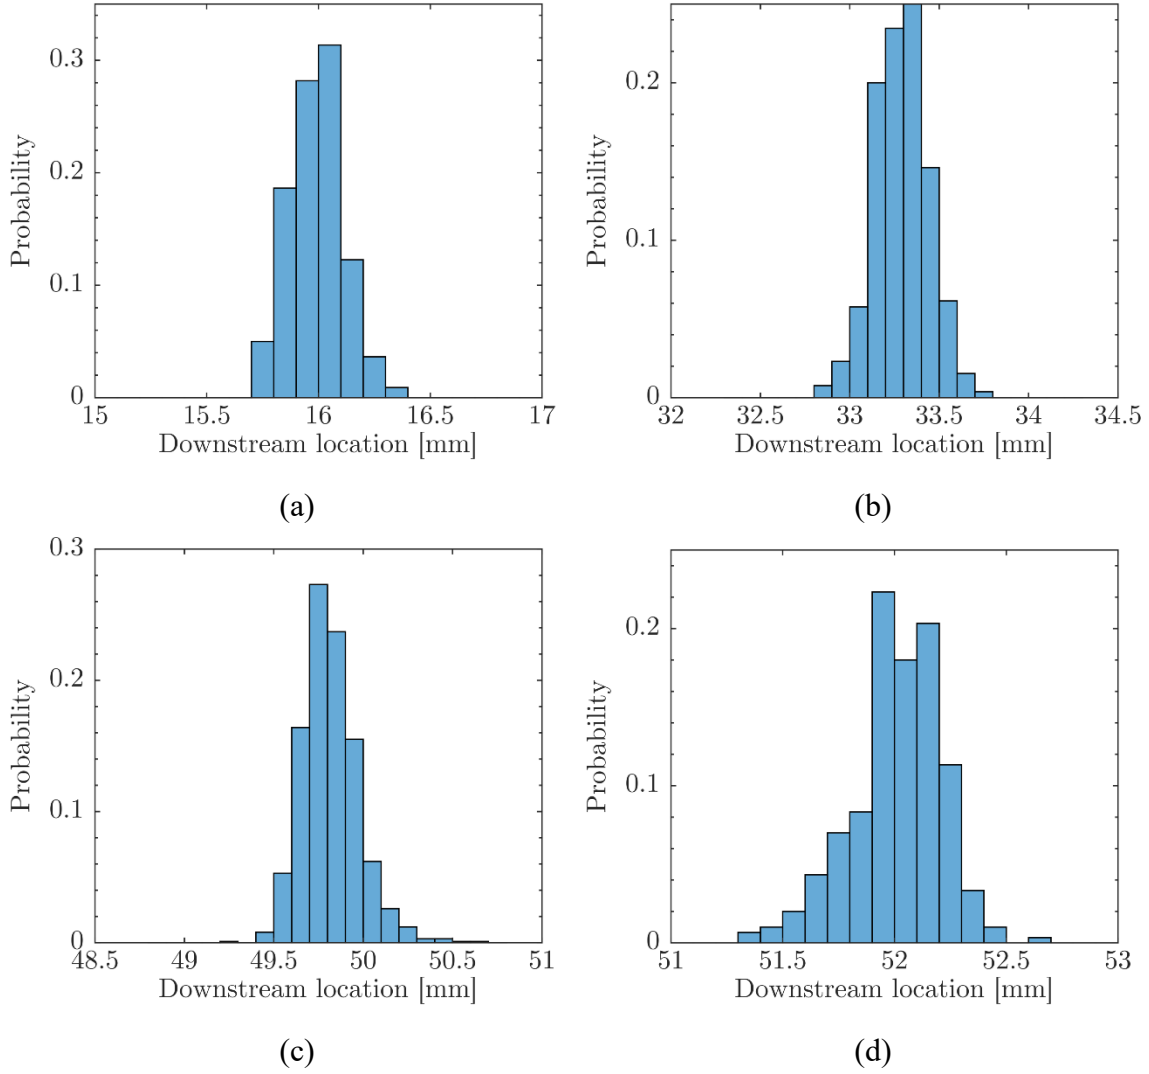 0.3
0.2
0.1
0
Probability
15 15.5 16 16.5 17
Downstream location [mm]
(a)
0.2
0.1
0
Probability
32 32.5 33 33.5 34 34.5
Downstream location [mm]
(b)
0.3
0.2
0.1
0
Probability
48.5 49 49.5 50 50.5 51
Downstream location [mm]
(c)
0.2
0.1
0
Probability
51 51.5 52 52.5 53
Downstream location [mm]
(d)